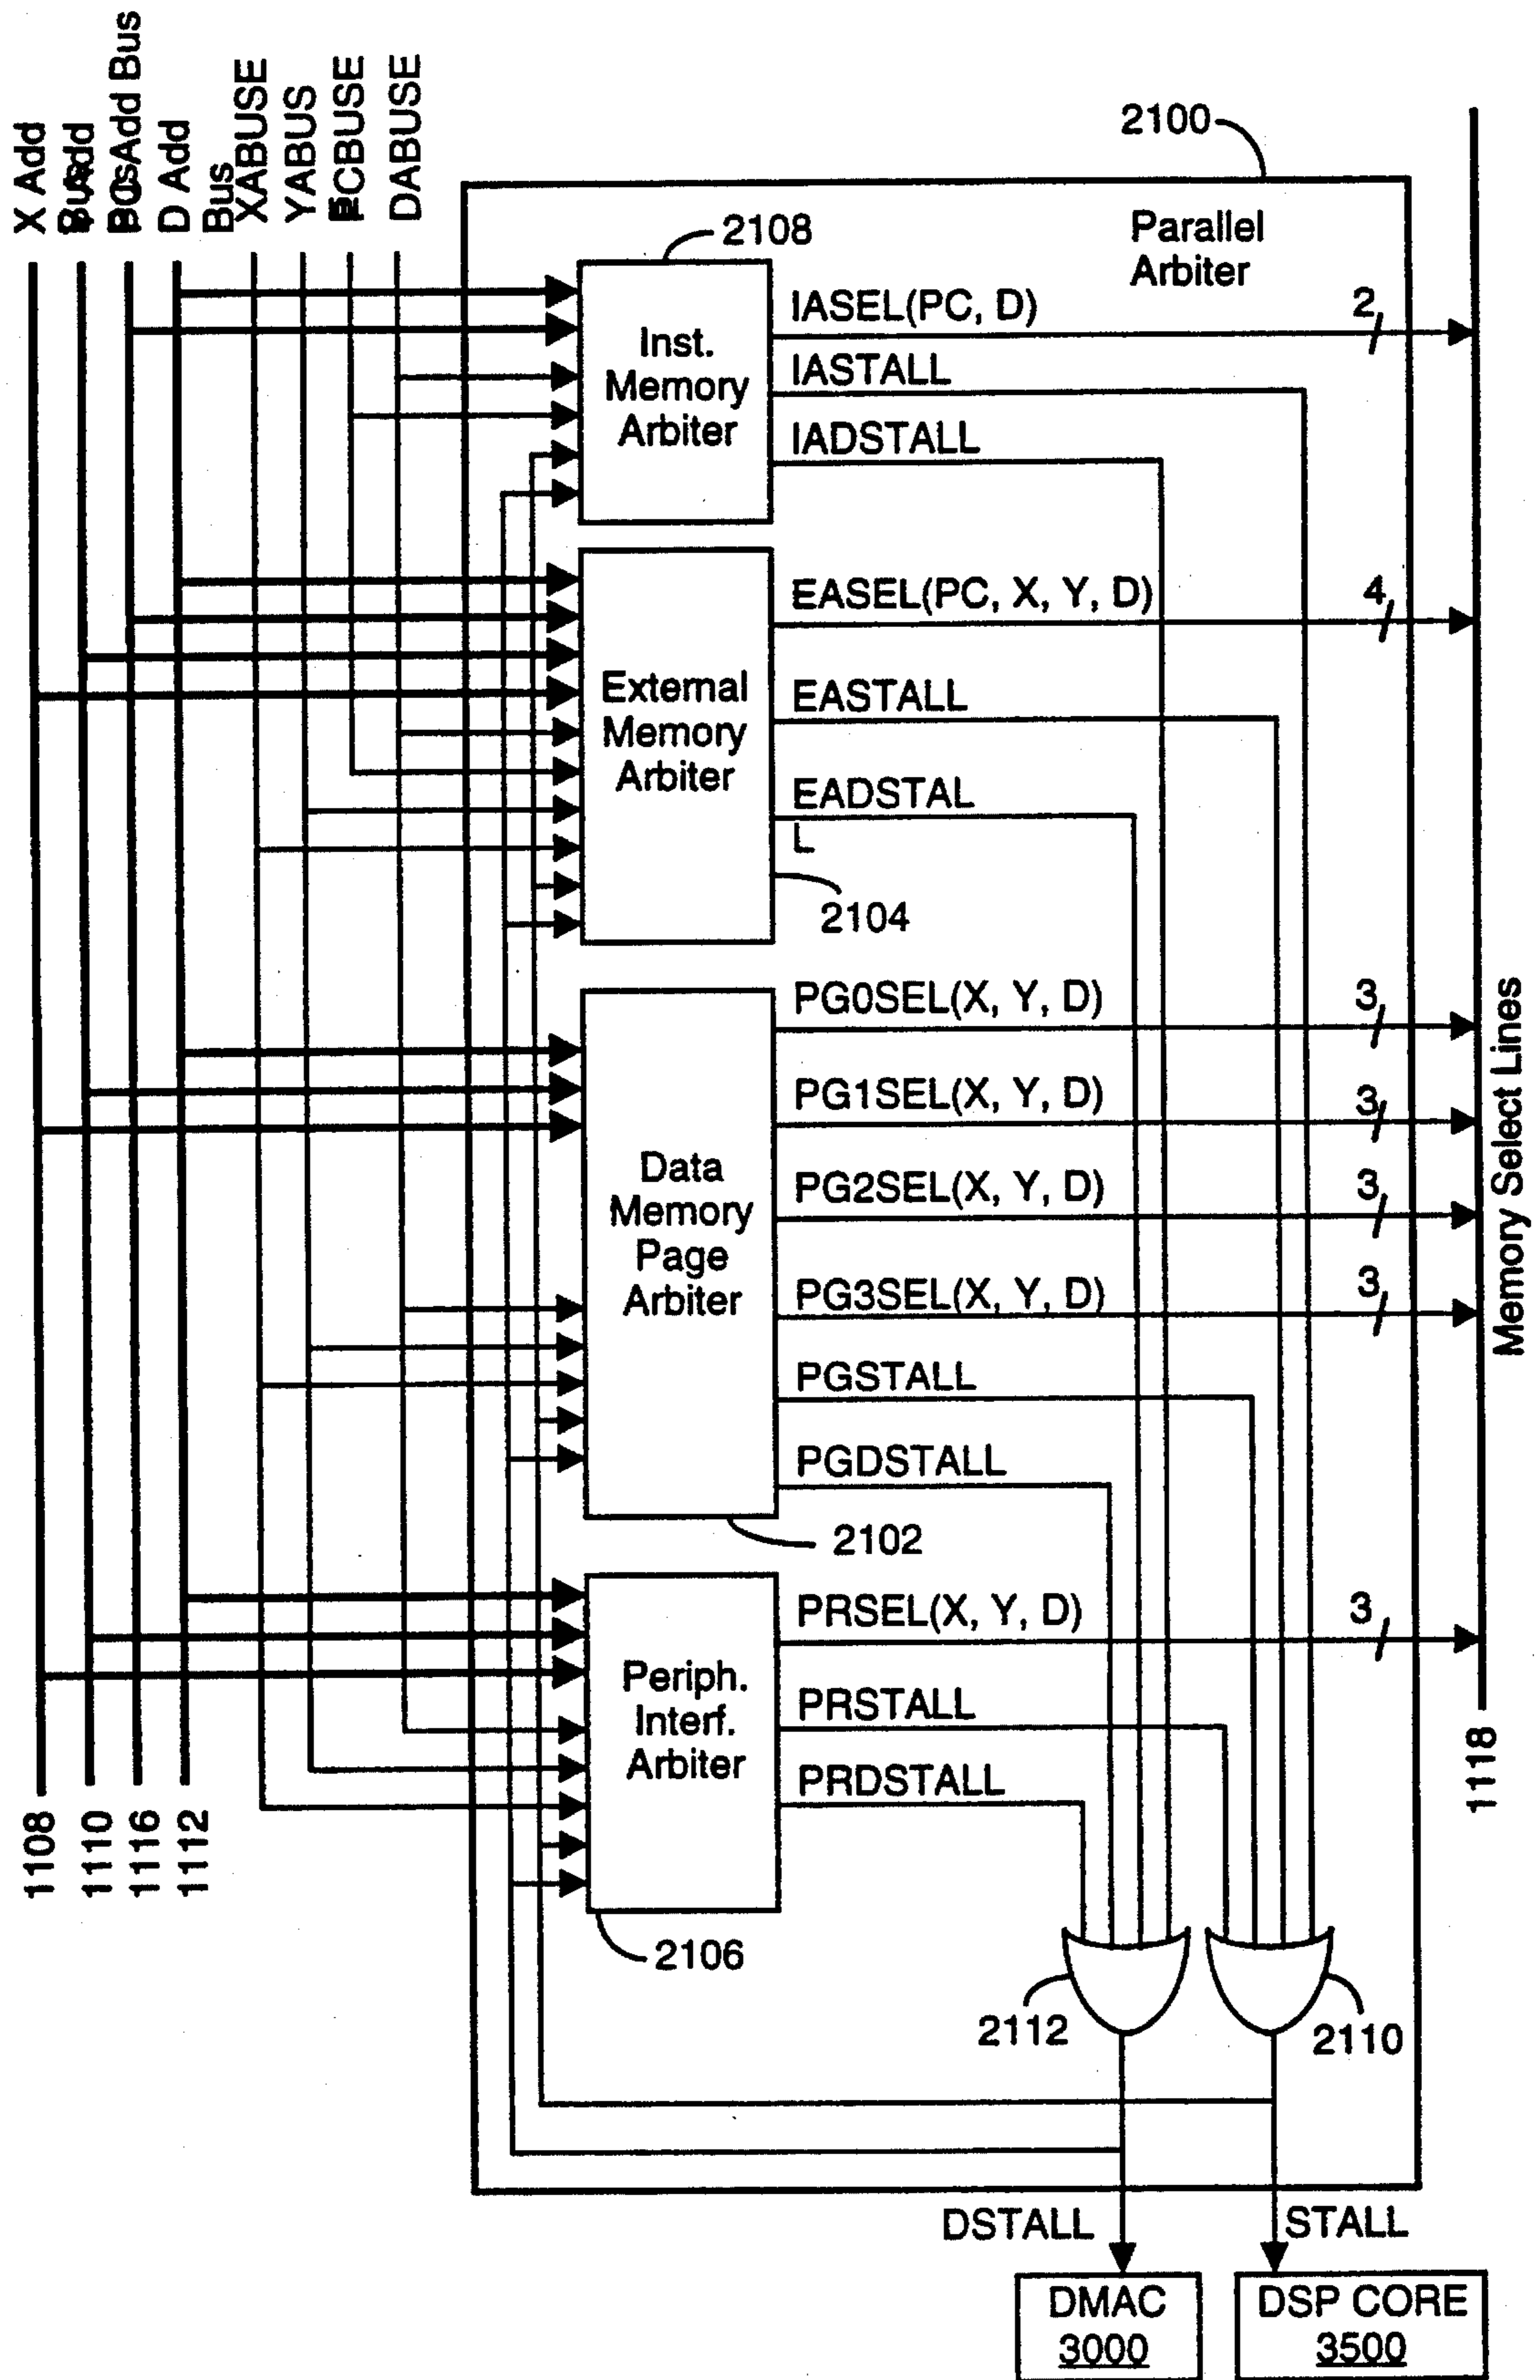 X Add
Bus
Y Add
Bus
PC Add Bus
D Add
Bus
XABUSE
YABUS
E
PCBUSE
DABUSE
2100
Parallel
Arbiter
2108
Inst.
Memory
Arbiter
IASEL(PC, D)
2
IASTALL
IADSTALL
External
Memory
Arbiter
EASEL(PC, X, Y, D)
4
EASTALL
EADSTAL
L
2104
Data
Memory
Page
Arbiter
PG0SEL(X, Y, D)
3
PG1SEL(X, Y, D)
3
PG2SEL(X, Y, D)
3
PG3SEL(X, Y, D)
3
PGSTALL
PGDSTALL
2102
Periph.
Interf.
Arbiter
PRSEL(X, Y, D)
3
PRSTALL
PRDSTALL
2106
Memory Select Lines
1118
1108
1110
1116
1112
2112
2110
DSTALL
STALL
DMAC
3000
DSP CORE
3500